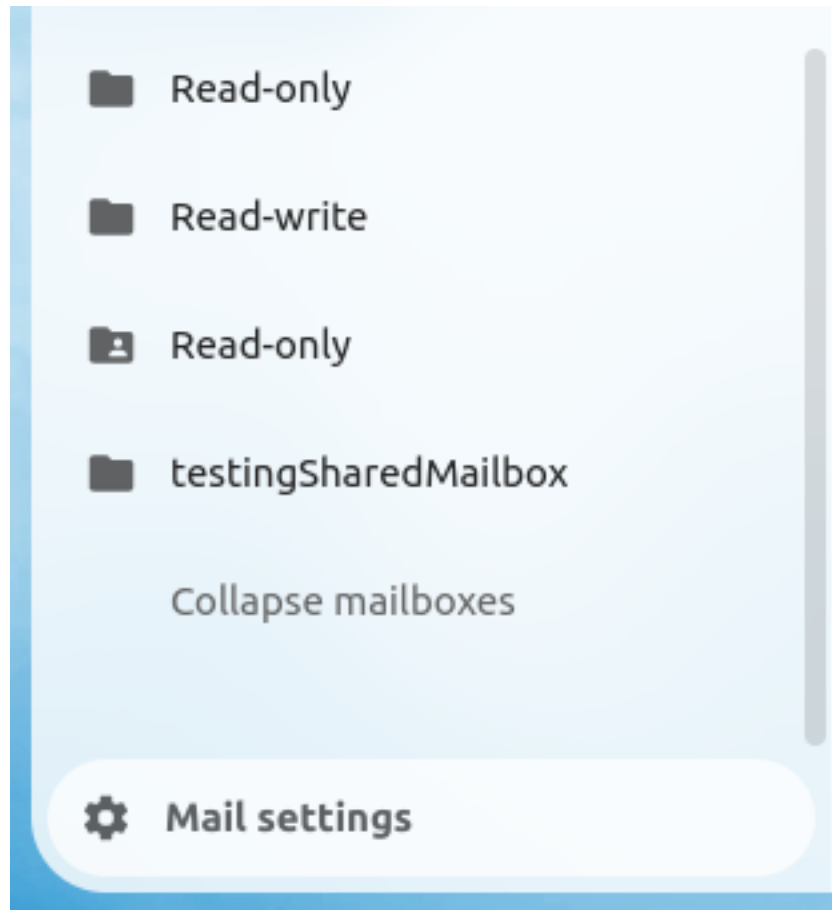 Read-only
Read-write
Read-only
testingSharedMailbox
Collapse mailboxes
Mail settings